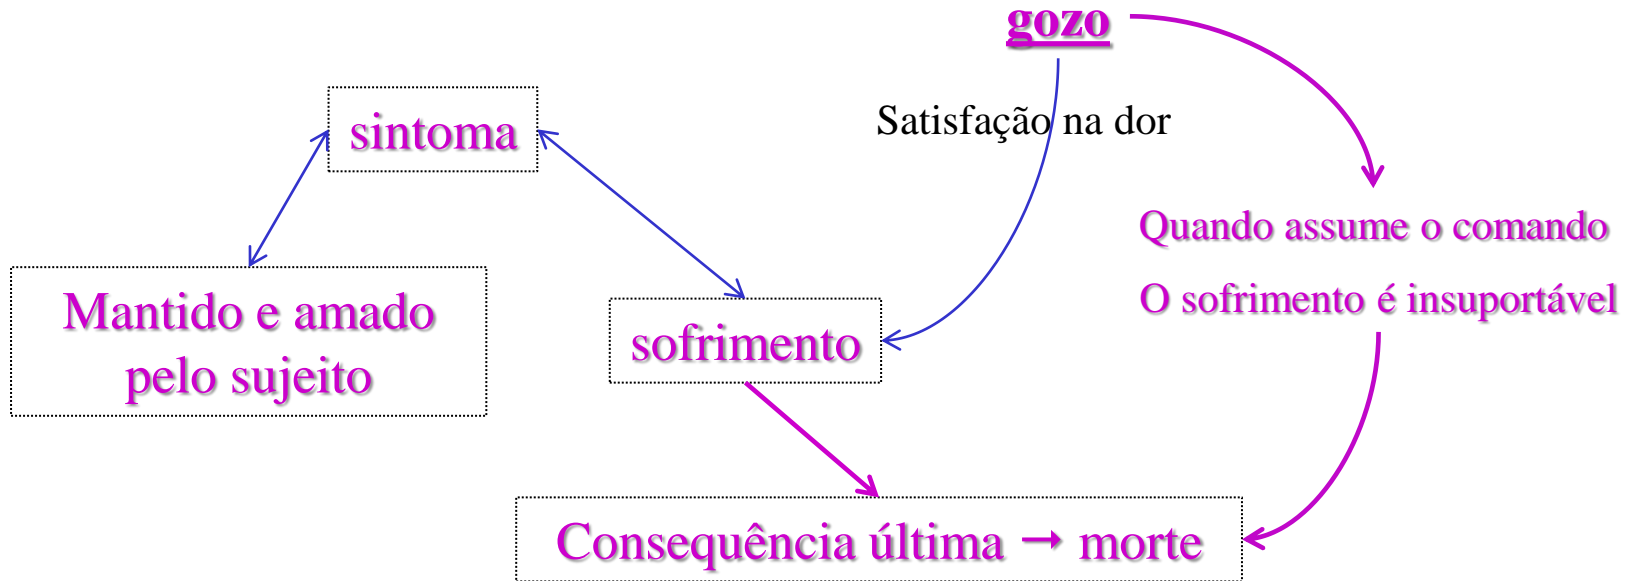 gozo
Satisfação na dor
sintoma
Quando assume o comando
O sofrimento é insuportável
Mantido e amado
pelo sujeito
sofrimento
Consequência última → morte